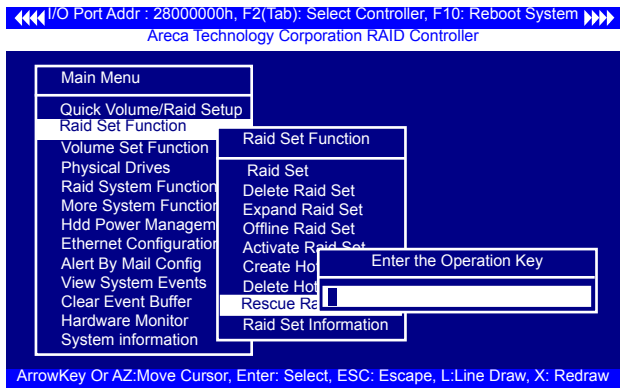 I/O Port Addr : 28000000h, F2(Tab): Select Controller, F10: Reboot System
Areca Technology Corporation RAID Controller
Main Menu
Quick Volume/Raid Setup
Raid Set Function
Volume Set Function
Physical Drives
Raid System Function
More System Function
Hdd Power Managem
Ethernet Configuration
Alert By Mail Config
View System Events
Clear Event Buffer
Hardware Monitor
System information
Raid Set Function
Raid Set
Delete Raid Set
Expand Raid Set
Offline Raid Set
Activate Raid Set
Create Hot
Delete Hot
Rescue Ra
Raid Set Information
Enter the Operation Key
ArrowKey Or AZ:Move Cursor, Enter: Select, ESC: Escape, L:Line Draw, X: Redraw